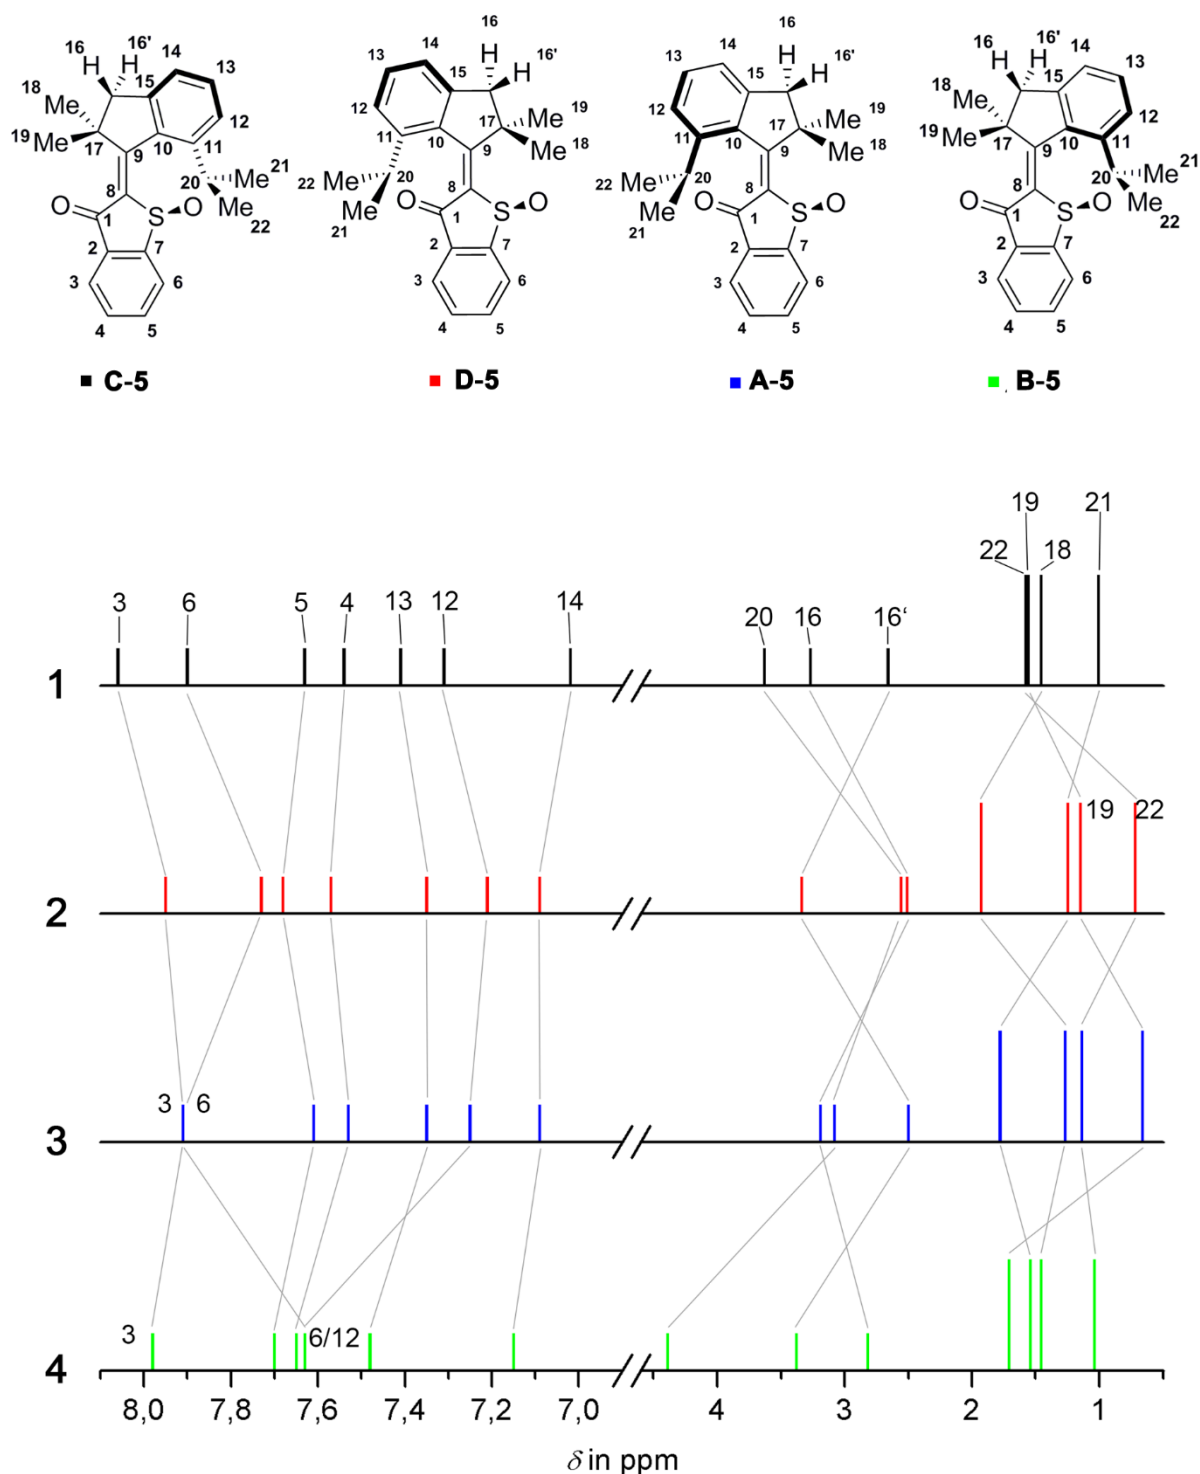 16 16' 14 13 12 15 18 H H Me Me 19 17 9 10 11 20 Me 21 Me 22 8 O 1 S O 2 7 3 6 4 5
16 H H 16' 14 13 12 15 11 10 17 9 Me 19 Me 18 22 Me 20 Me 21 8 O 1 S O 2 7 3 6 4 5
16 H H 16' 14 13 12 15 11 10 17 9 Me 19 Me 18 22 Me 20 Me 21 8 O 1 S O 2 7 3 6 4 5
16 16' 14 13 12 15 18 H H Me Me 19 17 9 10 11 20 Me 21 Me 22 8 O 1 S O 2 7 3 6 4 5
C-5 D-5 A-5 B-5
19 21
22 18
3 6 5 4 13 12 14 20 16 16‘
1
19 22
2
3 6
3
3 6/12
4
8,0 7,8 7,6 7,4 7,2 7,0 4 3 2 1
δ in ppm